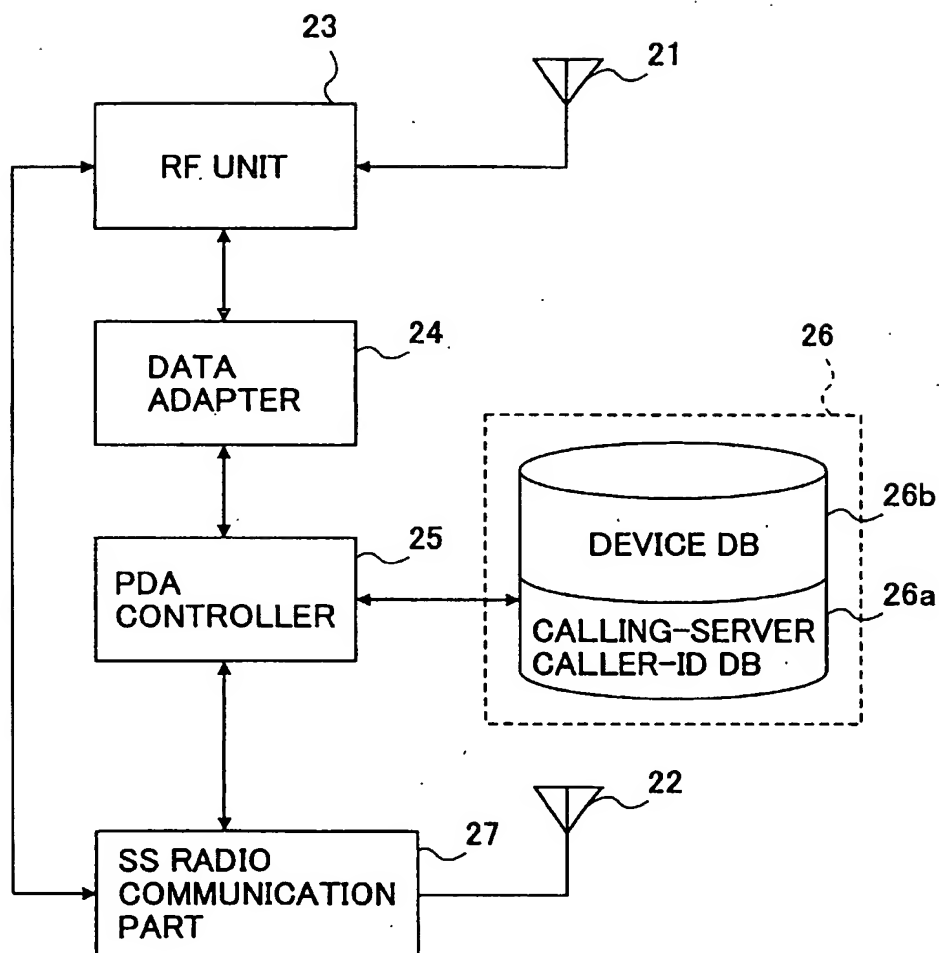 23
21
RF UNIT
24
DATA
ADAPTER
26
25
26b
DEVICE DB
PDA
CONTROLLER
26a
CALLING-SERVER
CALLER-ID DB
22
27
SS RADIO
COMMUNICATION
PART